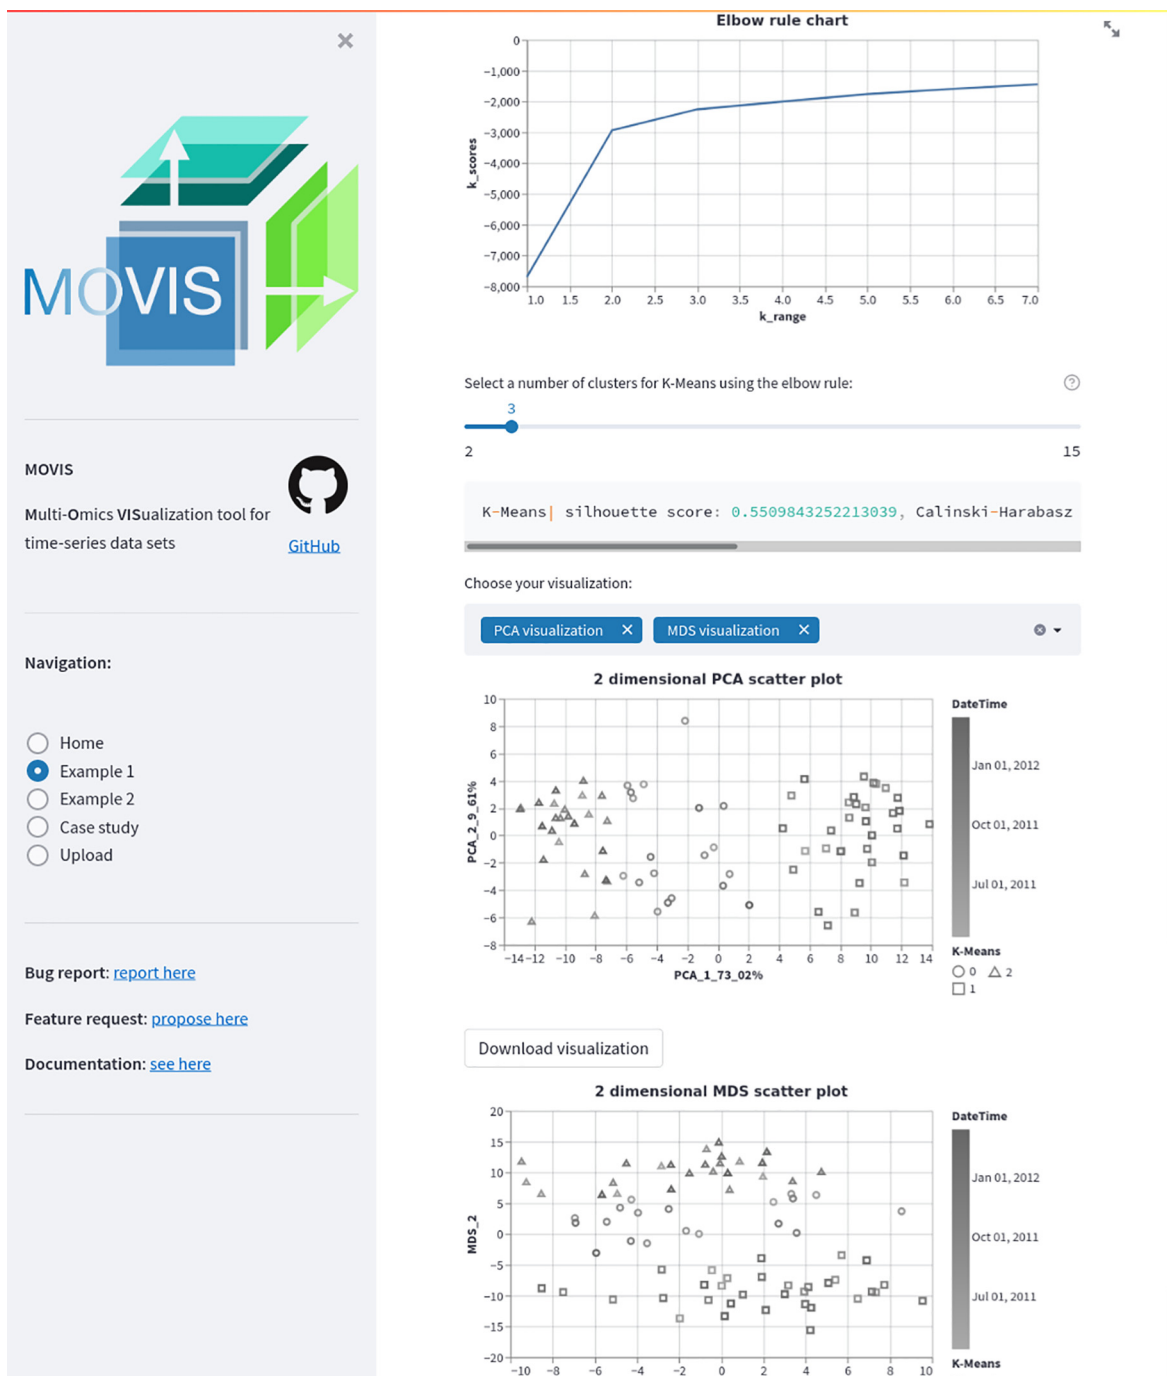 ×
MOVIS
MOVIS
Multi-Omics VISualization tool for
time-series data sets
GitHub
Navigation:
Home
Example 1
Example 2
Case study
Upload
Bug report: report here
Feature request: propose here
Documentation: see here
Elbow rule chart
k_scores
0
−1,000
−2,000
−3,000
−4,000
−5,000
−6,000
−7,000
−8,000
1.0 1.5 2.0 2.5 3.0 3.5 4.0 4.5 5.0 5.5 6.0 6.5 7.0
k_range
Select a number of clusters for K-Means using the elbow rule: ?
3
2 15
K-Means| silhouette score: 0.5509843252213039, Calinski-Harabasz
Choose your visualization:
PCA visualization × MDS visualization ×
2 dimensional PCA scatter plot
PCA_2_9_61%
10
8
6
4
2
0
−2
−4
−6
−8
−14 −12 −10 −8 −6 −4 −2 0 2 4 6 8 10 12 14
PCA_1_73_02%
DateTime
Jan 01, 2012
Oct 01, 2011
Jul 01, 2011
K-Means
0 2
1
Download visualization
2 dimensional MDS scatter plot
MDS_2
20
15
10
5
0
−5
−10
−15
−20
−10 −8 −6 −4 −2 0 2 4 6 8 10
DateTime
Jan 01, 2012
Oct 01, 2011
Jul 01, 2011
K-Means